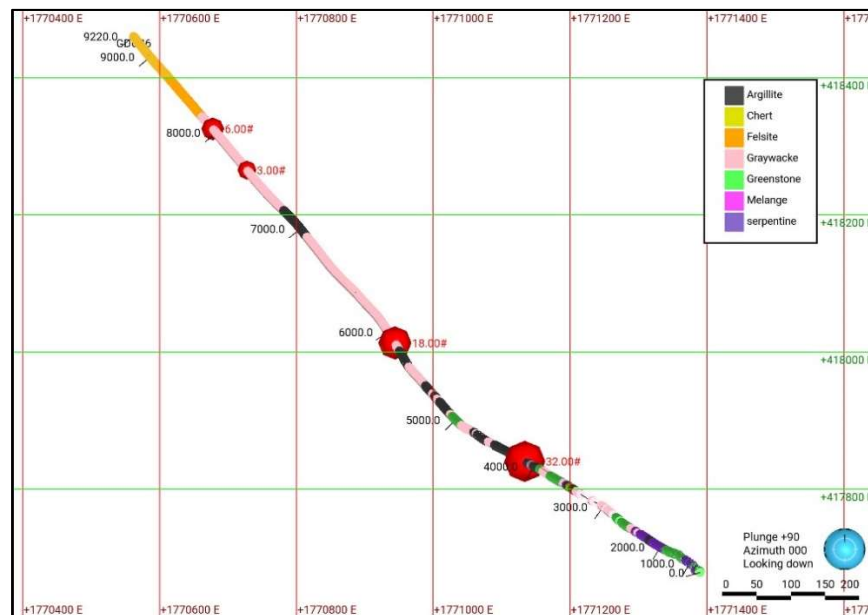 +1770400 E
+1770600 E
+1770800 E
+1771000 E
+1771200 E
+1771400 E
+177
9220.0
9000.0
+418400
8000.0
6.00#
3.00#
Argillite
Chert
Felsite
Graywacke
Greenstone
Melange
serpentine
+418200
7000.0
6000.0
18.00#
+418000
5000.0
4000.0
32.00#
+417800
3000.0
2000.0
1000.0
0.0
Plunge +90
Azimuth 000
Looking down
0 50 100 150 200
+1770400 E
+1770600 E
+1770800 E
+1771000 E
+1771200 E
+1771400 E
+177